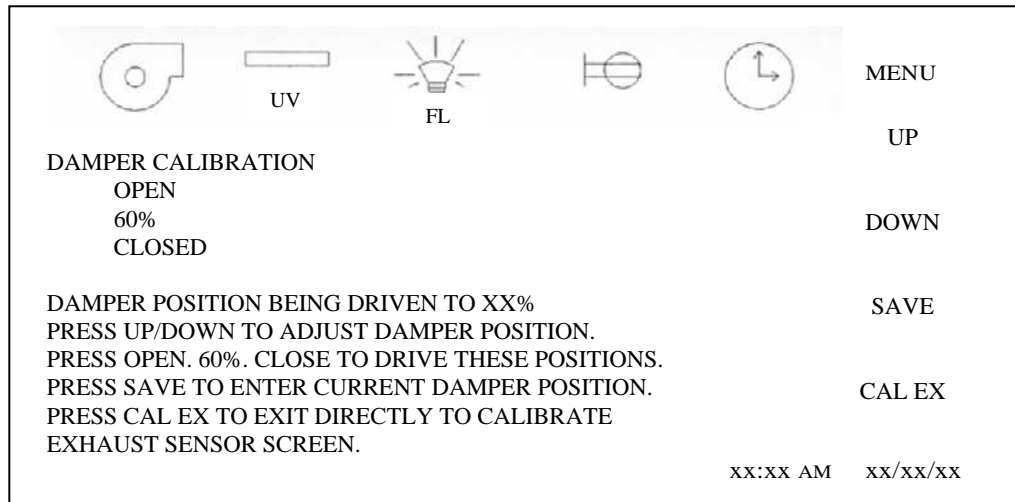 MENU
UV
FL
UP
DAMPER CALIBRATION
OPEN
60%
CLOSED
DOWN
DAMPER POSITION BEING DRIVEN TO XX%
SAVE
PRESS UP/DOWN TO ADJUST DAMPER POSITION.
PRESS OPEN. 60%. CLOSE TO DRIVE THESE POSITIONS.
PRESS SAVE TO ENTER CURRENT DAMPER POSITION.
CAL EX
PRESS CAL EX TO EXIT DIRECTLY TO CALIBRATE
EXHAUST SENSOR SCREEN.
xx:xx AM xx/xx/xx